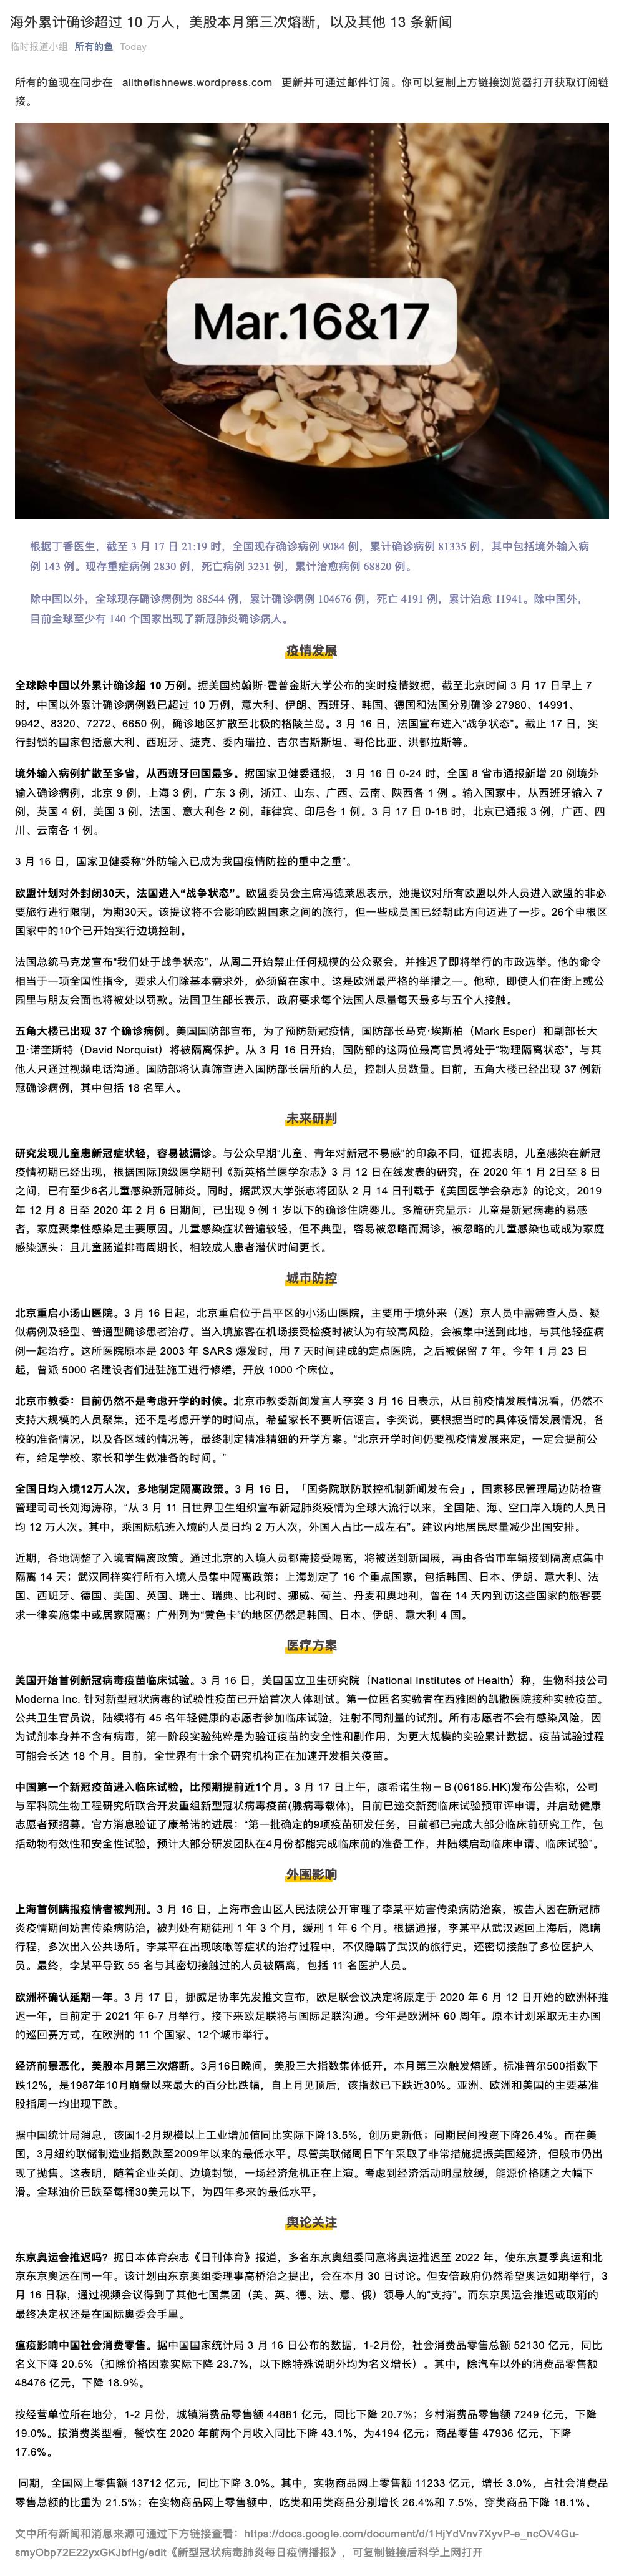 海外累计确诊超过 10 万人，美股本月第三次熔断，以及其他 13 条新闻
临时报道小组 所有的鱼 Today
所有的鱼现在同步在 allthefishnews.wordpress.com 更新并可通过邮件订阅。你可以复制上方链接浏览器打开获取订阅链
接。
Mar.16&17
根据丁香医生，截至 3 月 17 日 21:19 时，全国现存确诊病例 9084 例，累计确诊病例 81335 例，其中包括境外输入病
例 143 例。现存重症病例 2830 例，死亡病例 3231 例，累计治愈病例 68820 例。
除中国以外，全球现存确诊病例为 88544 例，累计确诊病例 104676 例，死亡 4191 例，累计治愈 11941。除中国外，
目前全球至少有 140 个国家出现了新冠肺炎确诊病人。
疫情发展
全球除中国以外累计确诊超 10 万例。据美国约翰斯·霍普金斯大学公布的实时疫情数据，截至北京时间 3 月 17 日早上 7
时，中国以外累计确诊病例数已超过 10 万例，意大利、伊朗、西班牙、韩国、德国和法国分别确诊 27980、14991、
9942、8320、7272、6650 例，确诊地区扩散至北极的格陵兰岛。3 月 16 日，法国宣布进入“战争状态”。截止 17 日，实
行封锁的国家包括意大利、西班牙、捷克、委内瑞拉、吉尔吉斯斯坦、哥伦比亚、洪都拉斯等。
境外输入病例扩散至多省，从西班牙回国最多。据国家卫健委通报， 3 月 16 日 0-24 时，全国 8 省市通报新增 20 例境外
输入确诊病例，北京 9 例，上海 3 例，广东 3 例，浙江、山东、广西、云南、陕西各 1 例 。输入国家中，从西班牙输入 7
例，英国 4 例，美国 3 例，法国、意大利各 2 例，菲律宾、印尼各 1 例。3 月 17 日 0-18 时，北京已通报 3 例，广西、四
川、云南各 1 例。
3 月 16 日，国家卫健委称“外防输入已成为我国疫情防控的重中之重”。
欧盟计划对外封闭30天，法国进入“战争状态”。欧盟委员会主席冯德莱恩表示，她提议对所有欧盟以外人员进入欧盟的非必
要旅行进行限制，为期30天。该提议将不会影响欧盟国家之间的旅行，但一些成员国已经朝此方向迈进了一步。26个申根区
国家中的10个已开始实行边境控制。
法国总统马克龙宣布“我们处于战争状态”，从周二开始禁止任何规模的公众聚会，并推迟了即将举行的市政选举。他的命令
相当于一项全国性指令，要求人们除基本需求外，必须留在家中。这是欧洲最严格的举措之一。他称，即使人们在街上或公
园里与朋友会面也将被处以罚款。法国卫生部长表示，政府要求每个法国人尽量每天最多与五个人接触。
五角大楼已出现 37 个确诊病例。美国国防部宣布，为了预防新冠疫情，国防部长马克·埃斯柏（Mark Esper）和副部长大
卫·诺奎斯特（David Norquist）将被隔离保护。从 3 月 16 日开始，国防部的这两位最高官员将处于“物理隔离状态”，与其
他人只通过视频电话沟通。国防部将认真筛查进入国防部长居所的人员，控制人员数量。目前，五角大楼已经出现 37 例新
冠确诊病例，其中包括 18 名军人。
未来研判
研究发现儿童患新冠症状轻，容易被漏诊。与公众早期“儿童、青年对新冠不易感”的印象不同，证据表明，儿童感染在新冠
疫情初期已经出现，根据国际顶级医学期刊《新英格兰医学杂志》3 月 12 日在线发表的研究，在 2020 年 1 月 2日至 8 日
之间，已有至少6名儿童感染新冠肺炎。同时，据武汉大学张志将团队 2 月 14 日刊载于《美国医学会杂志》的论文，2019
年 12 月 8 日至 2020 年 2 月 6 日期间，已出现 9 例 1 岁以下的确诊住院婴儿。多篇研究显示：儿童是新冠病毒的易感
者，家庭聚集性感染是主要原因。儿童感染症状普遍较轻，但不典型，容易被忽略而漏诊，被忽略的儿童感染也或成为家庭
感染源头；且儿童肠道排毒周期长，相较成人患者潜伏时间更长。
城市防控
北京重启小汤山医院。3 月 16 日起，北京重启位于昌平区的小汤山医院，主要用于境外来（返）京人员中需筛查人员、疑
似病例及轻型、普通型确诊患者治疗。当入境旅客在机场接受检疫时被认为有较高风险，会被集中送到此地，与其他轻症病
例一起治疗。这所医院原本是 2003 年 SARS 爆发时，用 7 天时间建成的定点医院，之后被保留 7 年。今年 1 月 23 日
起，曾派 5000 名建设者们进驻施工进行修缮，开放 1000 个床位。
北京市教委：目前仍然不是考虑开学的时候。北京市教委新闻发言人李奕 3 月 16 日表示，从目前疫情发展情况看，仍然不
支持大规模的人员聚集，还不是考虑开学的时间点，希望家长不要听信谣言。李奕说，要根据当时的具体疫情发展情况，各
校的准备情况，以及各区域的情况等，最终制定精准精细的开学方案。“北京开学时间仍要视疫情发展来定，一定会提前公
布，给足学校、家长和学生做准备的时间。”
全国日均入境12万人次，多地制定隔离政策。3 月 16 日，「国务院联防联控机制新闻发布会」，国家移民管理局边防检查
管理司司长刘海涛称，“从 3 月 11 日世界卫生组织宣布新冠肺炎疫情为全球大流行以来，全国陆、海、空口岸入境的人员日
均 12 万人次。其中，乘国际航班入境的人员日均 2 万人次，外国人占比一成左右”。建议内地居民尽量减少出国安排。
近期，各地调整了入境者隔离政策。通过北京的入境人员都需接受隔离，将被送到新国展，再由各省市车辆接到隔离点集中
隔离 14 天；武汉同样实行所有入境人员集中隔离政策；上海划定了 16 个重点国家，包括韩国、日本、伊朗、意大利、法
国、西班牙、德国、美国、英国、瑞士、瑞典、比利时、挪威、荷兰、丹麦和奥地利，曾在 14 天内到访这些国家的旅客要
求一律实施集中或居家隔离；广州列为“黄色卡”的地区仍然是韩国、日本、伊朗、意大利 4 国。
医疗方案
美国开始首例新冠病毒疫苗临床试验。3 月 16 日，美国国立卫生研究院（National Institutes of Health）称，生物科技公司
Moderna Inc. 针对新型冠状病毒的试验性疫苗已开始首次人体测试。第一位匿名实验者在西雅图的凯撒医院接种实验疫苗。
公共卫生官员说，陆续将有 45 名年轻健康的志愿者参加临床试验，注射不同剂量的试剂。所有志愿者不会有感染风险，因
为试剂本身并不含有病毒，第一阶段实验纯粹是为验证疫苗的安全性和副作用，为更大规模的实验累计数据。疫苗试验过程
可能会长达 18 个月。目前，全世界有十余个研究机构正在加速开发相关疫苗。
中国第一个新冠疫苗进入临床试验，比预期提前近1个月。3 月 17 日上午，康希诺生物－Ｂ(06185.HK)发布公告称，公司
与军科院生物工程研究所联合开发重组新型冠状病毒疫苗(腺病毒载体)，目前已递交新药临床试验预审评申请，并启动健康
志愿者预招募。官方消息验证了康希诺的进展：“第一批确定的9项疫苗研发任务，目前都已完成大部分临床前研究工作，包
括动物有效性和安全性试验，预计大部分研发团队在4月份都能完成临床前的准备工作，并陆续启动临床申请、临床试验”。
外围影响
上海首例瞒报疫情者被判刑。3 月 16 日，上海市金山区人民法院公开审理了李某平妨害传染病防治案，被告人因在新冠肺
炎疫情期间妨害传染病防治，被判处有期徒刑 1 年 3 个月，缓刑 1 年 6 个月。根据通报，李某平从武汉返回上海后，隐瞒
行程，多次出入公共场所。李某平在出现咳嗽等症状的治疗过程中，不仅隐瞒了武汉的旅行史，还密切接触了多位医护人
员。最终，李某平导致 55 名与其密切接触过的人员被隔离，包括 11 名医护人员。
欧洲杯确认延期一年。3 月 17 日，挪威足协率先发推文宣布，欧足联会议决定将原定于 2020 年 6 月 12 日开始的欧洲杯推
迟一年，目前定于 2021 年 6-7 月举行。接下来欧足联将与国际足联沟通。今年是欧洲杯 60 周年。原本计划采取无主办国
的巡回赛方式，在欧洲的 11 个国家、12个城市举行。
经济前景恶化，美股本月第三次熔断。3月16日晚间，美股三大指数集体低开，本月第三次触发熔断。标准普尔500指数下
跌12%，是1987年10月崩盘以来最大的百分比跌幅，自上月见顶后，该指数已下跌近30%。亚洲、欧洲和美国的主要基准
股指周一均出现下跌。
据中国统计局消息，该国1-2月规模以上工业增加值同比实际下降13.5%，创历史新低；同期民间投资下降26.4%。而在美
国，3月纽约联储制造业指数跌至2009年以来的最低水平。尽管美联储周日下午采取了非常措施提振美国经济，但股市仍出
现了抛售。这表明，随着企业关闭、边境封锁，一场经济危机正在上演。考虑到经济活动明显放缓，能源价格随之大幅下
滑。全球油价已跌至每桶30美元以下，为四年多来的最低水平。
舆论关注
东京奥运会推迟吗？据日本体育杂志《日刊体育》报道，多名东京奥组委同意将奥运推迟至 2022 年，使东京夏季奥运和北
京东京奥运在同一年。该计划由东京奥组委理事高桥治之提出，会在本月 30 日讨论。但安倍政府仍然希望奥运如期举行，3
月 16 日称，通过视频会议得到了其他七国集团（美、英、德、法、意、俄）领导人的“支持”。而东京奥运会推迟或取消的
最终决定权还是在国际奥委会手里。
瘟疫影响中国社会消费零售。据中国国家统计局 3 月 16 日公布的数据，1-2月份，社会消费品零售总额 52130 亿元，同比
名义下降 20.5%（扣除价格因素实际下降 23.7%，以下除特殊说明外均为名义增长）。其中，除汽车以外的消费品零售额
48476 亿元，下降 18.9%。
按经营单位所在地分，1-2 月份，城镇消费品零售额 44881 亿元，同比下降 20.7%；乡村消费品零售额 7249 亿元，下降
19.0%。按消费类型看，餐饮在 2020 年前两个月收入同比下降 43.1%，为4194 亿元；商品零售 47936 亿元，下降
17.6%。
同期，全国网上零售额 13712 亿元，同比下降 3.0%。其中，实物商品网上零售额 11233 亿元，增长 3.0%，占社会消费品
零售总额的比重为 21.5%；在实物商品网上零售额中，吃类和用类商品分别增长 26.4%和 7.5%，穿类商品下降 18.1%。
文中所有新闻和消息来源可通过下方链接查看：https://docs.google.com/document/d/1HjYdVnv7XyvP-e_ncOV4Gu-
smyObp72E22yxGKJbfHg/edit《新型冠状病毒肺炎每日疫情播报》，可复制链接后科学上网打开